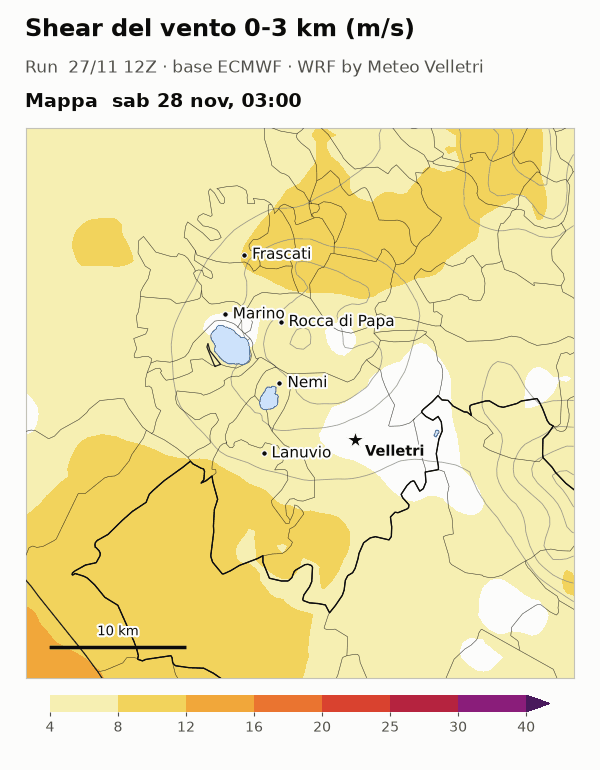 Shear del vento 0-3 km (m/s)
Run  27/11 12Z · base ECMWF · WRF by Meteo Velletri
Mappa  sab 28 nov, 03:00
Frascati
Marino
Rocca di Papa
Nemi
Lanuvio
Velletri
10 km
4 8 12 16 20 25 30 40